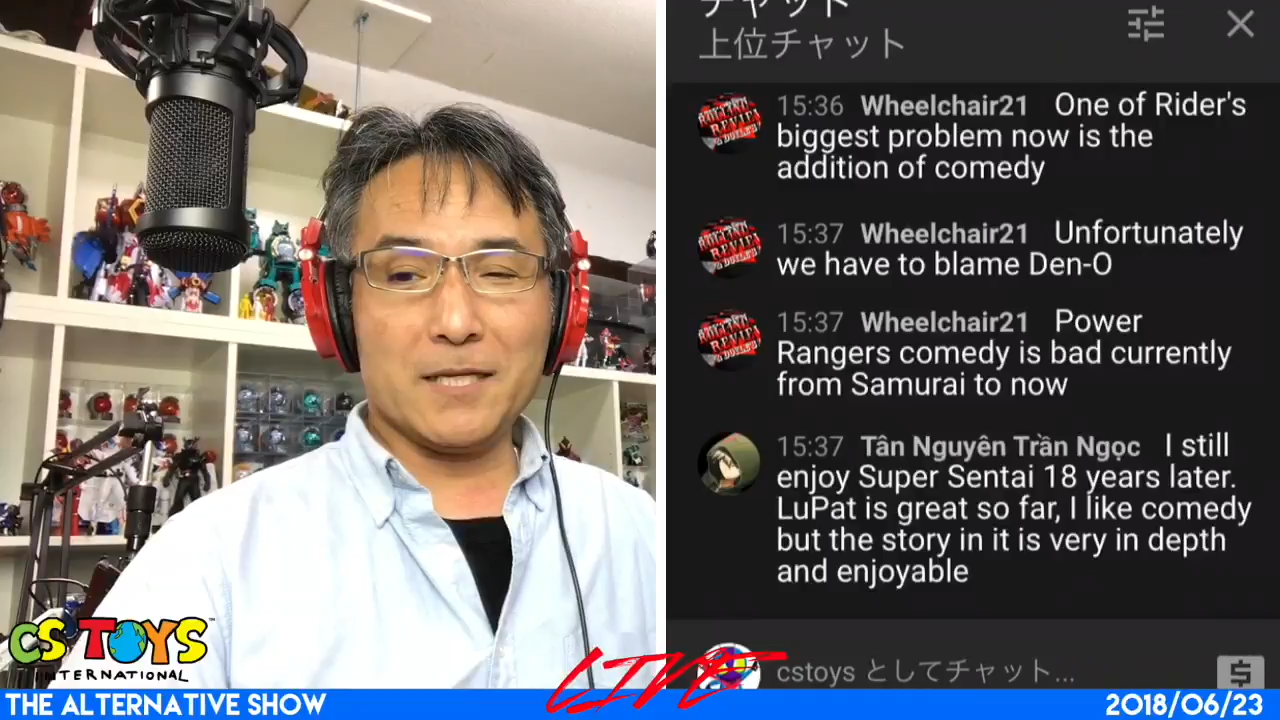 チャット
上位チャット
15:36 Wheelchair21 One of Rider's
biggest problem now is the
addition of comedy
15:37 Wheelchair21 Unfortunately
we have to blame Den-O
15:37 Wheelchair21 Power
Rangers comedy is bad currently
from Samurai to now
15:37 Tân Nguyên Trần Ngọc I still
enjoy Super Sentai 18 years later.
LuPat is great so far, I like comedy
but the story in it is very in depth
and enjoyable
cstoys としてチャット...
CS TOYS
INTERNATIONAL
LIVE
THE ALTERNATIVE SHOW
2018/06/23